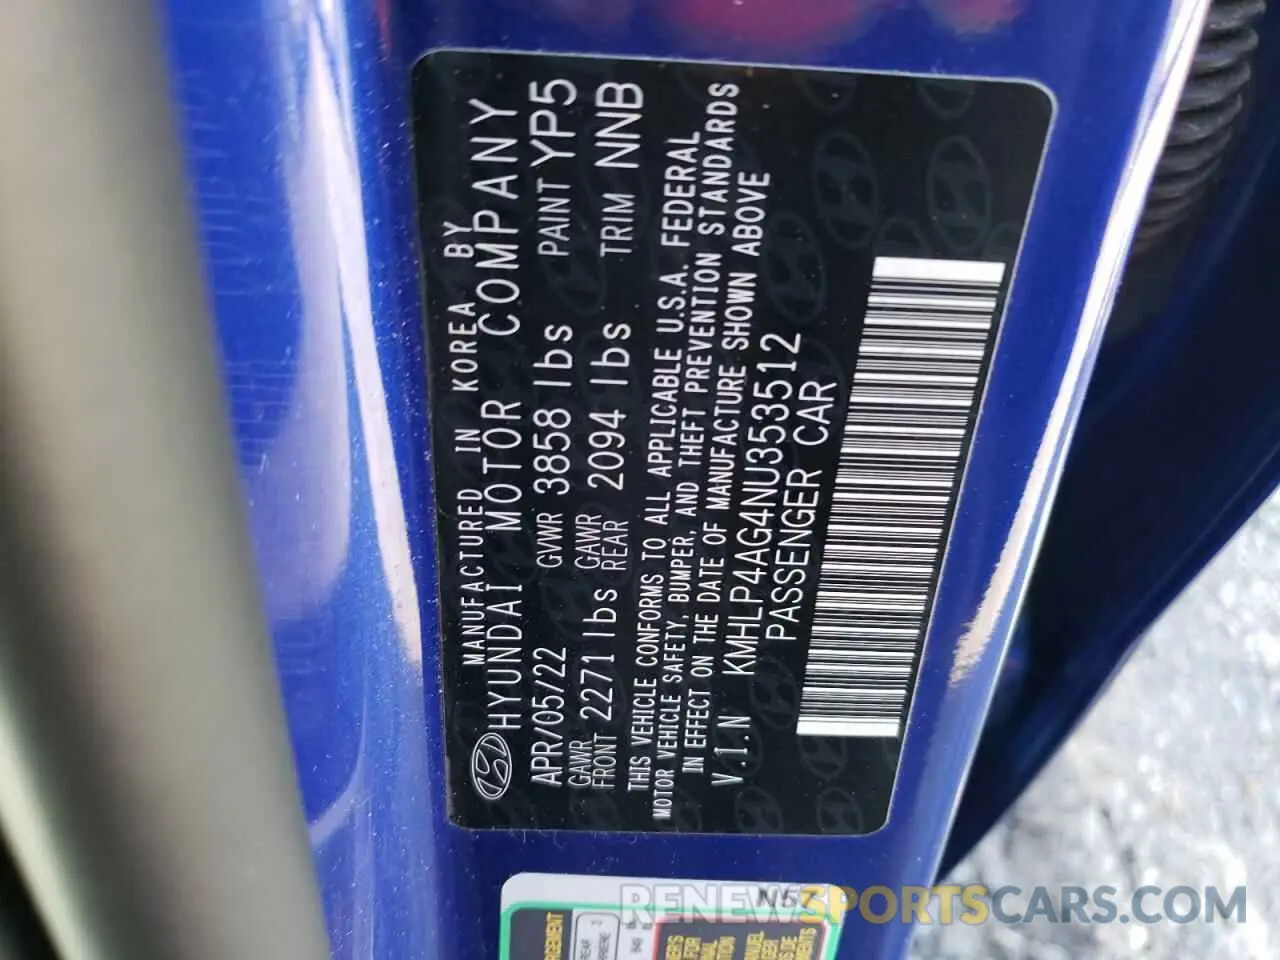 MANUFACTURED IN KOREA BY
HYUNDAI MOTOR COMPANY
APR/05/22 GVWR 3858 lbs PAINT YP5
GAWR FRONT 2271 lbs GAWR REAR 2094 lbs TRIM NNB
THIS VEHICLE CONFORMS TO ALL APPLICABLE U.S.A. FEDERAL
MOTOR VEHICLE SAFETY, BUMPER, AND THEFT PREVENTION STANDARDS
IN EFFECT ON THE DATE OF MANUFACTURE SHOWN ABOVE
V.I.N KMHLP4AG4NU353512
PASSENGER CAR
RENEWSPORTSCARS.COM